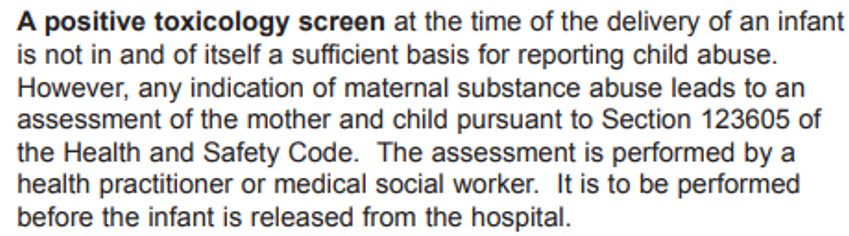 A positive toxicology screen at the time of the delivery of an infant
is not in and of itself a sufficient basis for reporting child abuse.
However, any indication of maternal substance abuse leads to an
assessment of the mother and child pursuant to Section 123605 of
the Health and Safety Code.  The assessment is performed by a
health practitioner or medical social worker.  It is to be performed
before the infant is released from the hospital.